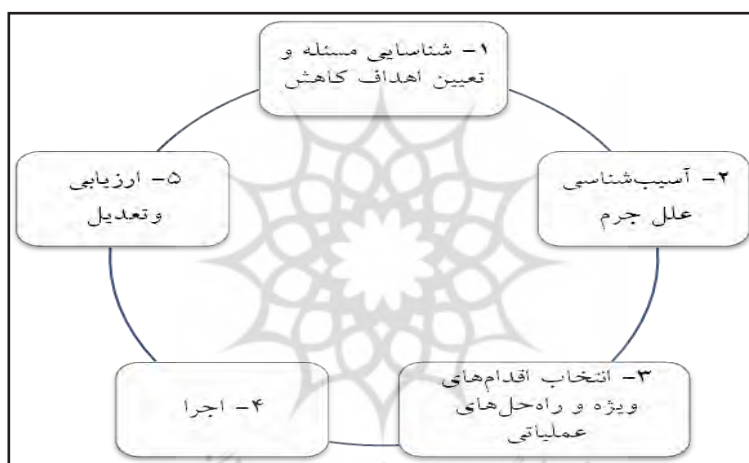 ۱- شناسایی مسئله و
تعیین اهداف کاهش
۲- آسیب‌شناسی
علل جرم
۳- انتخاب اقدام‌های
ویژه و راه‌حل‌های
عملیاتی
۴- اجرا
۵- ارزیابی
وتعدیل